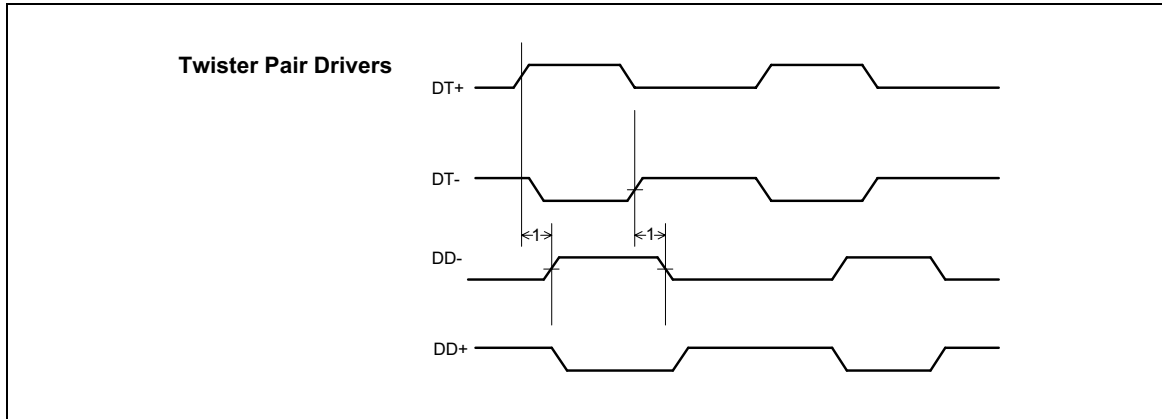 Twister Pair Drivers
DT+
DT-
1
1
DD-
DD+